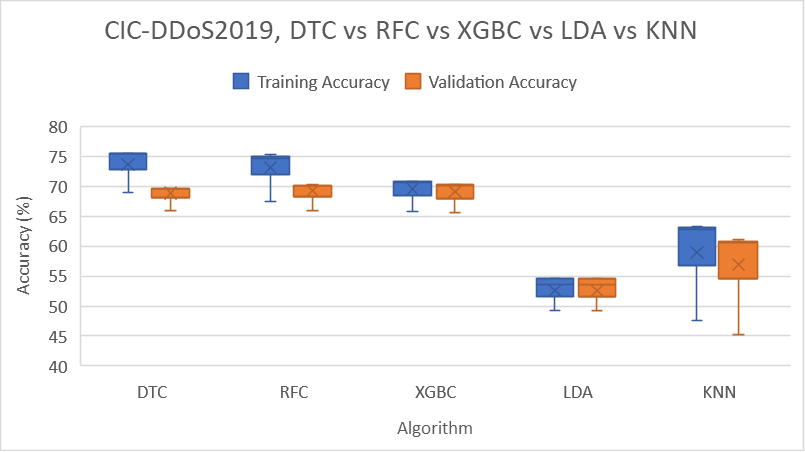 CIC-DDoS2019, DTC vs RFC vs XGBC vs LDA vs KNN
Training Accuracy Validation Accuracy
80
75
70
65
60
55
50
45
40
Accuracy (%)
DTC RFC XGBC LDA KNN
Algorithm